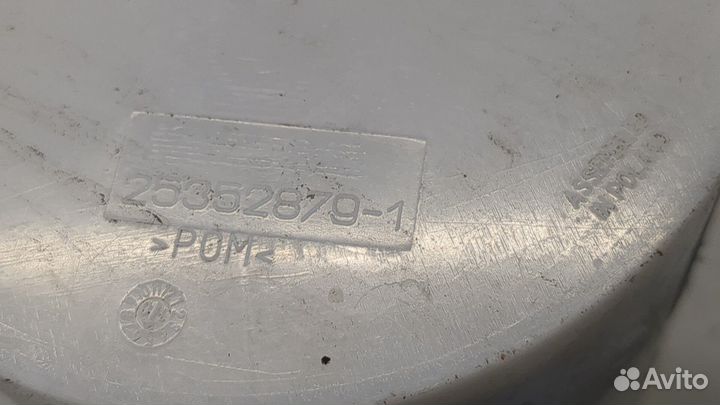 25352879-1
>POM<
ASSEMBLED
IN POLAND
Avito